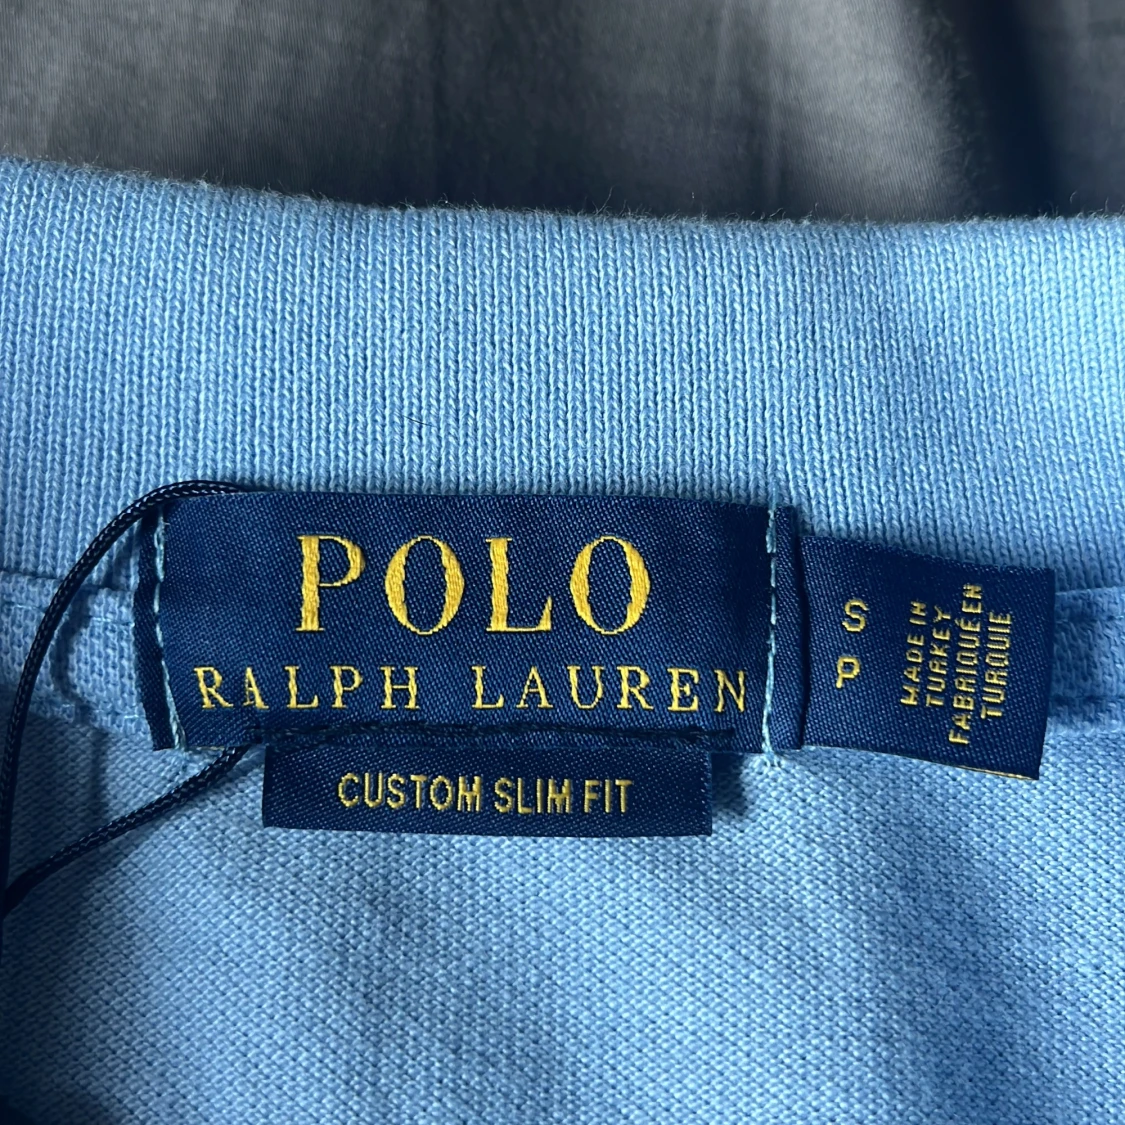 POLO
RALPH LAUREN
CUSTOM SLIM FIT
S
P
MADE IN
TURKEY
FABRIQUÉ EN
TURQUIE